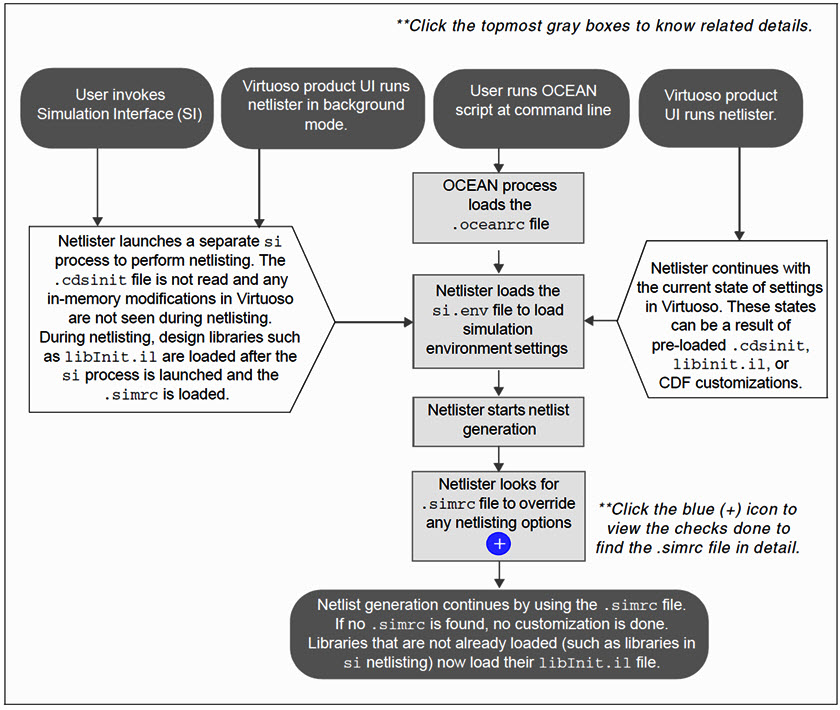 **Click the topmost gray boxes to know related details.
User invokes
Simulation Interface (SI)
Virtuoso product UI runs
netlister in background
mode.
User runs OCEAN
script at command line
Virtuoso product
UI runs netlister.
OCEAN process
loads the
.oceanrc file
Netlister launches a separate si
process to perform netlisting. The
.cdsinit file is not read and any
in-memory modifications in Virtuoso
are not seen during netlisting.
During netlisting, design libraries such
as libInit.il are loaded after the
si process is launched and the
.simrc is loaded.
Netlister loads the
si.env file to load
simulation
environment settings
Netlister continues with
the current state of settings
in Virtuoso. These states
can be a result of
pre-loaded .cdsinit,
libinit.il, or
CDF customizations.
Netlister starts netlist
generation
Netlister looks for
.simrc file to override
any netlisting options
+
**Click the blue (+) icon to
view the checks done to
find the .simrc file in detail.
Netlist generation continues by using the .simrc file.
If no .simrc is found, no customization is done.
Libraries that are not already loaded (such as libraries in
si netlisting) now load their libInit.il file.